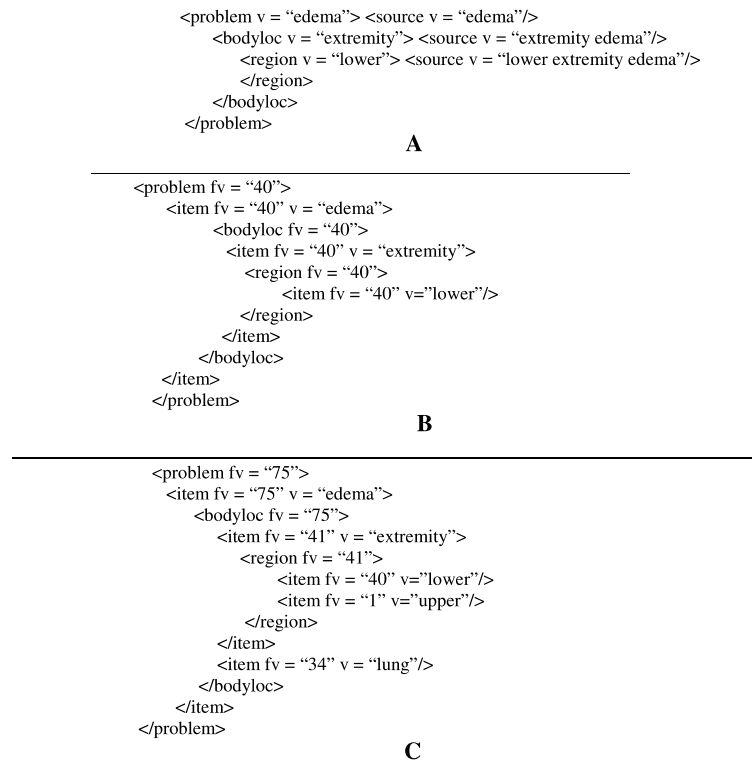 <problem v = “edema”> <source v = “edema”/>
<bodyloc v = “extremity”> <source v = “extremity edema”/>
<region v = “lower”> <source v = “lower extremity edema”/>
</region>
</bodyloc>
</problem>
A
<problem fv = “40”>
<item fv = “40” v = “edema”>
<bodyloc fv = “40”>
<item fv = “40” v = “extremity”>
<region fv = “40”>
<item fv = “40” v=”lower”/>
</region>
</item>
</bodyloc>
</item>
</problem>
B
<problem fv = “75”>
<item fv = “75” v = “edema”>
<bodyloc fv = “75”>
<item fv = “41” v = “extremity”>
<region fv = “41”>
<item fv = “40” v=”lower”/>
<item fv = “1” v=”upper”/>
</region>
</item>
<item fv = “34” v = “lung”/>
</bodyloc>
</item>
</problem>
C